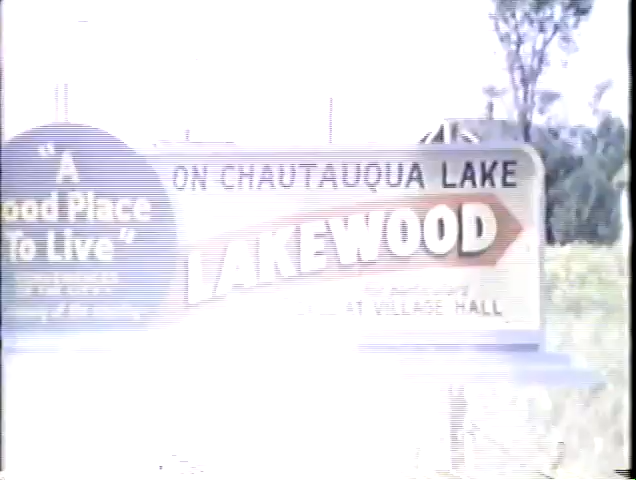 "A
ood Place
To Live"
ON CHAUTAUQUA LAKE
LAKEWOOD
AT VILLAGE HALL